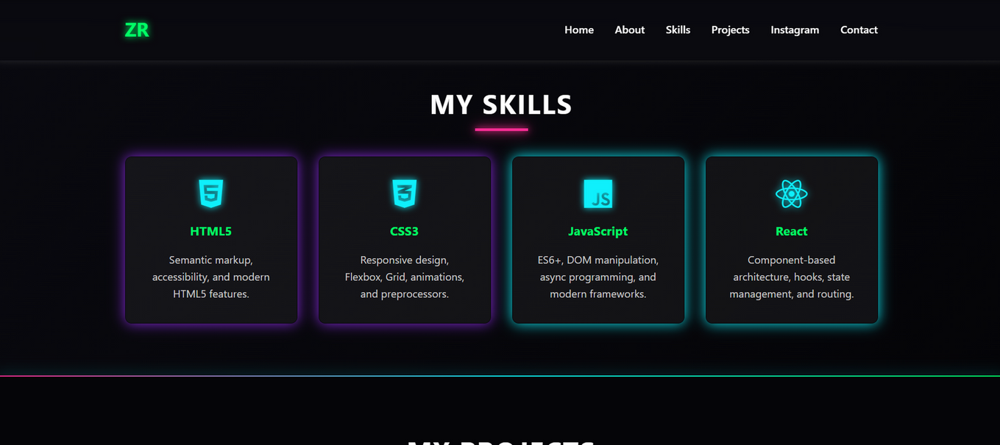 ZR
Home About Skills Projects Instagram Contact
MY SKILLS
5
HTML5
Semantic markup,
accessibility, and modern
HTML5 features.
3
CSS3
Responsive design,
Flexbox, Grid, animations,
and preprocessors.
JS
JavaScript
ES6+, DOM manipulation,
async programming, and
modern frameworks.
React
Component-based
architecture, hooks, state
management, and routing.
MY PROJECTS